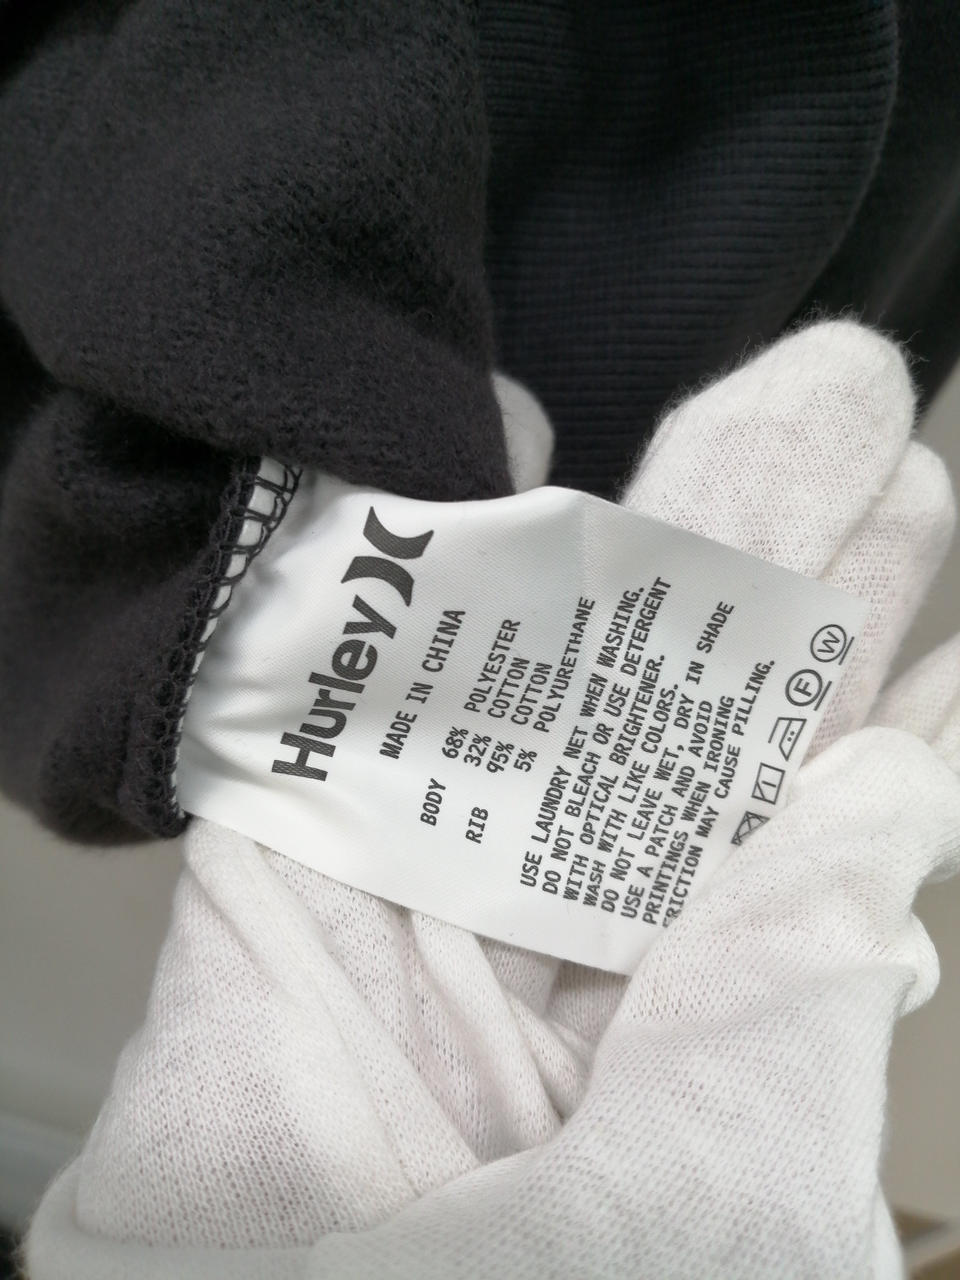 Hurley
MADE IN CHINA
BODY 68% POLYESTER
32% COTTON
RIB 95% COTTON
5% POLYURETHANE
USE LAUNDRY NET WHEN WASHING.
DO NOT BLEACH OR USE DETERGENT
WITH OPTICAL BRIGHTENER.
WASH WITH LIKE COLORS.
DO NOT LEAVE WET, DRY IN SHADE
USE A PATCH AND AVOID
PRINTINGS WHEN IRONING
FRICTION MAY CAUSE PILLING.
F W